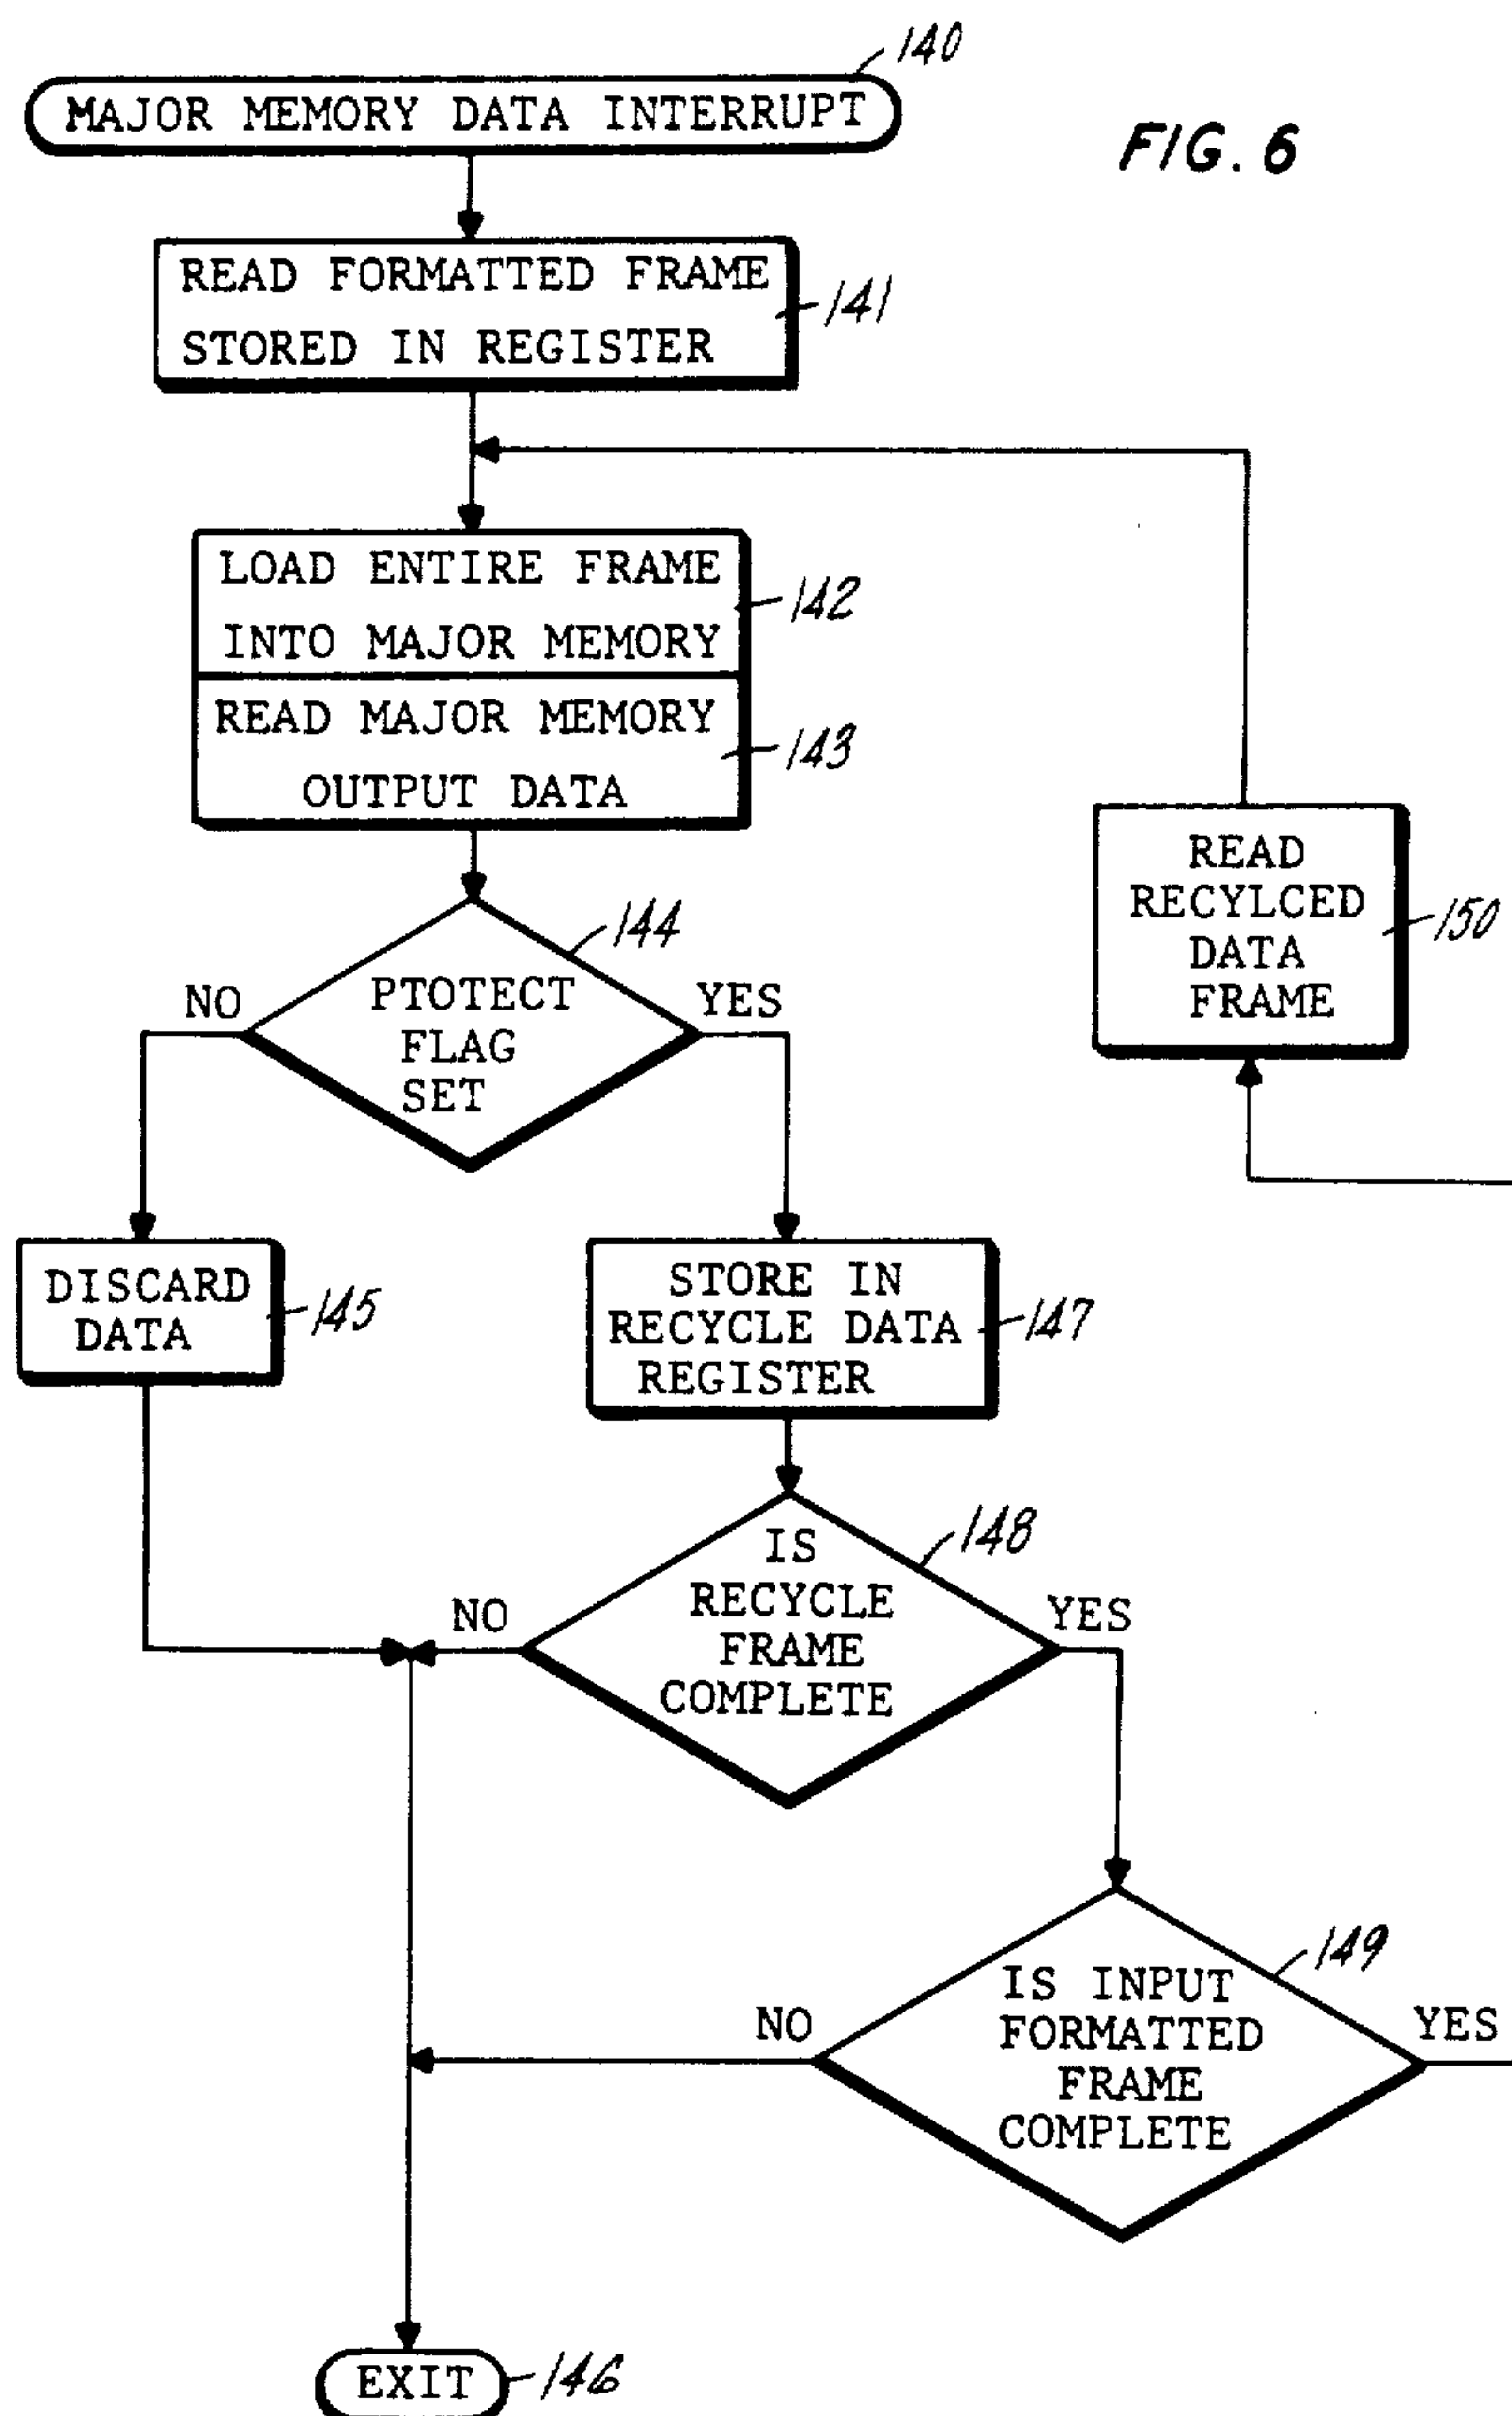 140
MAJOR MEMORY DATA INTERRUPT
FIG. 6
READ FORMATTED FRAME
STORED IN REGISTER
141
LOAD ENTIRE FRAME
INTO MAJOR MEMORY
142
READ MAJOR MEMORY
OUTPUT DATA
143
READ
RECYLCED
DATA
FRAME
150
144
NO
YES
PTOTECT
FLAG
SET
DISCARD
DATA
145
STORE IN
RECYCLE DATA
REGISTER
147
148
IS
RECYCLE
FRAME
COMPLETE
NO
YES
149
IS INPUT
FORMATTED
FRAME
COMPLETE
NO
YES
EXIT
146